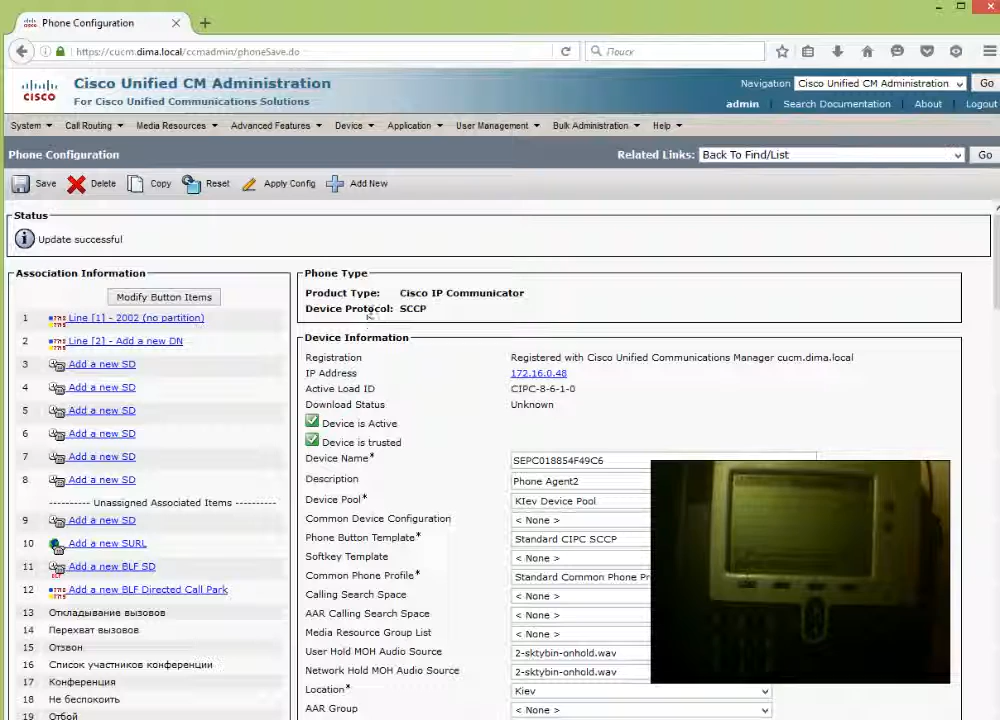 Phone Configuration
https://cucm.dima.local/ccmadmin/phoneSave.do
Поиск
CISCO
Cisco Unified CM Administration
For Cisco Unified Communications Solutions
Navigation Cisco Unified CM Administration Go
admin | Search Documentation | About | Logout
System Call Routing Media Resources Advanced Features Device Application User Management Bulk Administration Help
Phone Configuration
Related Links: Back To Find/List Go
Save Delete Copy Reset Apply Config Add New
Status
Update successful
Association Information
Modify Button Items
1 Line [1] - 2002 (no partition)
2 Line [2] - Add a new DN
3 Add a new SD
4 Add a new SD
5 Add a new SD
6 Add a new SD
7 Add a new SD
8 Add a new SD
---------- Unassigned Associated Items ----------
9 Add a new SD
10 Add a new SURL
11 Add a new BLF SD
12 Add a new BLF Directed Call Park
13 Откладывание вызовов
14 Перехват вызовов
15 Отзвон
16 Список участников конференции
17 Конференция
18 Не беспокоить
19 Отбой
Phone Type
Product Type: Cisco IP Communicator
Device Protocol: SCCP
Device Information
Registration Registered with Cisco Unified Communications Manager cucm.dima.local
IP Address 172.16.0.48
Active Load ID CIPC-8-6-1-0
Download Status Unknown
Device is Active
Device is trusted
Device Name* SEPC018854F49C6
Description Phone Agent2
Device Pool* KIev Device Pool
Common Device Configuration < None >
Phone Button Template* Standard CIPC SCCP
Softkey Template < None >
Common Phone Profile* Standard Common Phone Pr
Calling Search Space < None >
AAR Calling Search Space < None >
Media Resource Group List < None >
User Hold MOH Audio Source 2-sktybin-onhold.wav
Network Hold MOH Audio Source 2-sktybin-onhold.wav
Location* Kiev
AAR Group < None >